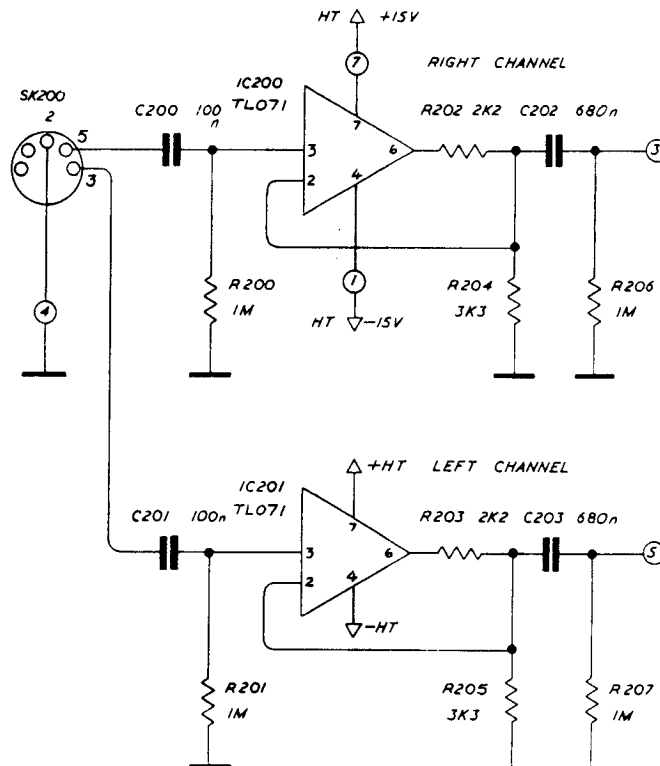 HT +15V
7
RIGHT CHANNEL
SK200
2
C200 100n
IC200
TL071
R202 2K2 C202 680n
5
7
3
6
3
3
2
4
R200
1M
1
R204
3K3
R206
1M
4
HT -15V
+HT LEFT CHANNEL
IC201
TL071
C201 100n
R203 2K2 C203 680n
7
3
6
5
2
4
-HT
R201
1M
R205
3K3
R207
1M